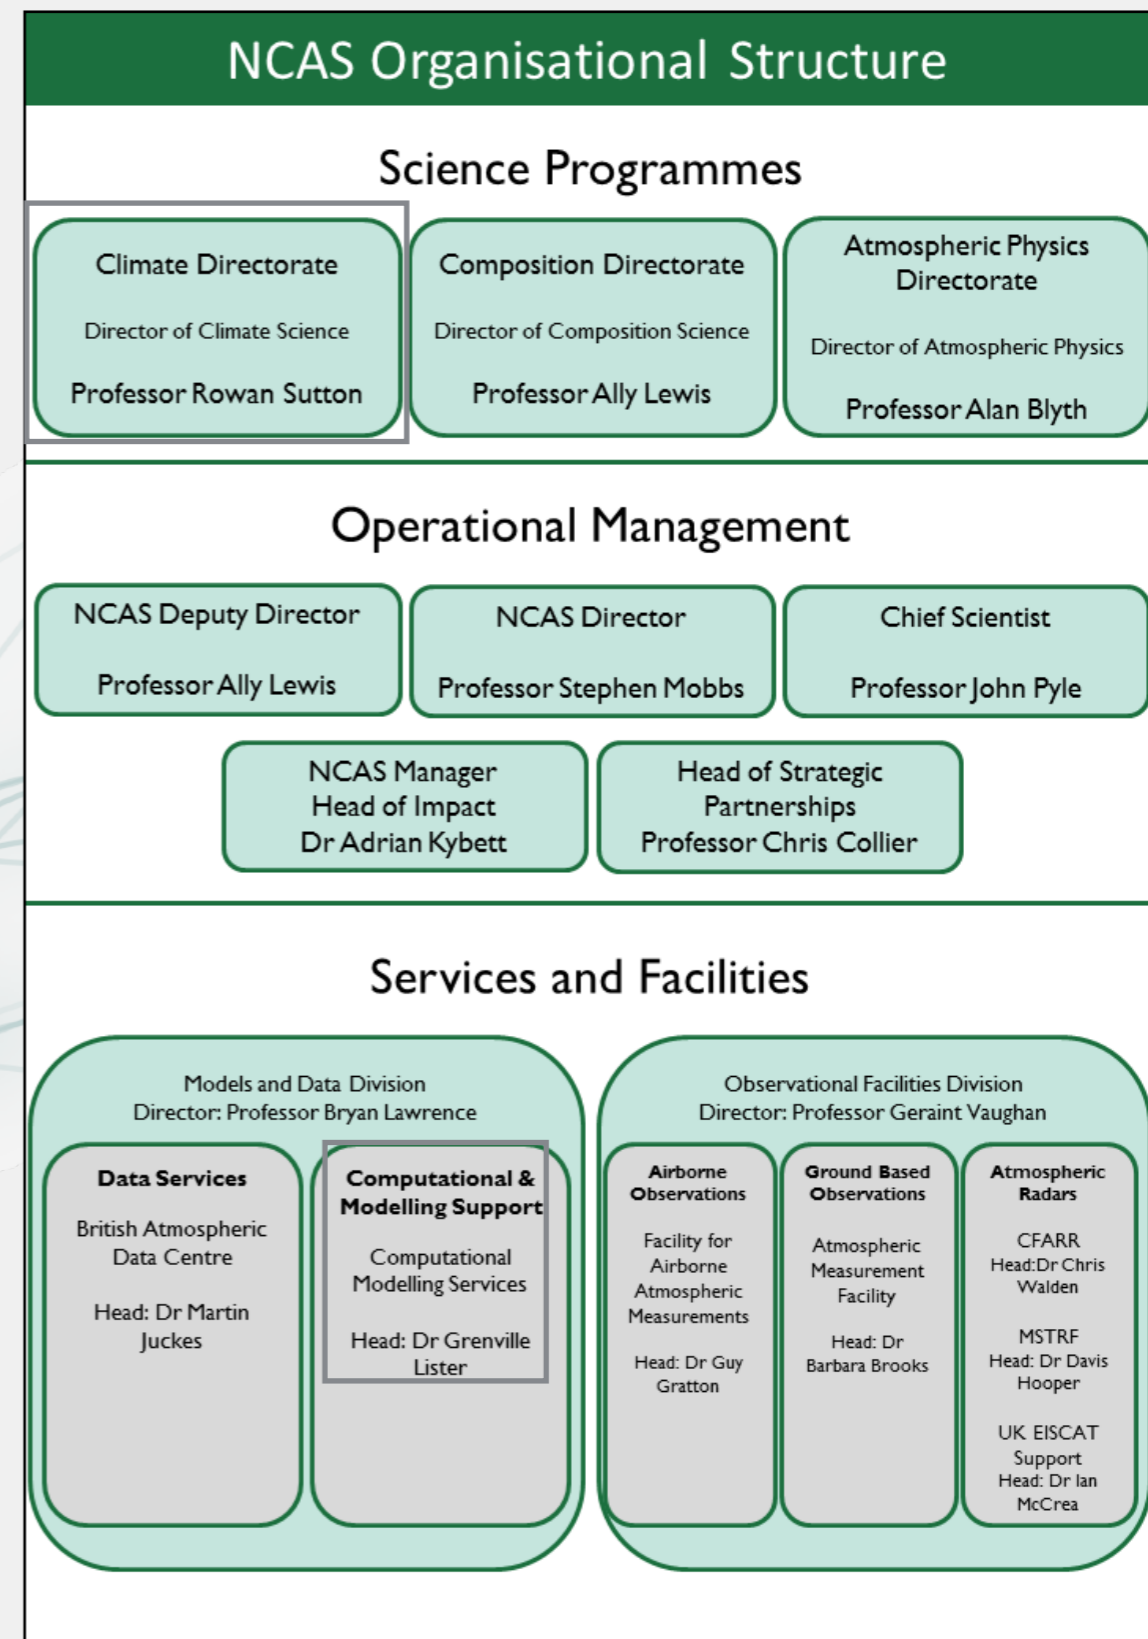 NCAS Organisational Structure
Science Programmes
Climate Directorate
Director of Climate Science
Professor Rowan Sutton
Composition Directorate
Director of Composition Science
Professor Ally Lewis
Atmospheric Physics
Directorate
Director of Atmospheric Physics
Professor Alan Blyth
Operational Management
NCAS Deputy Director
Professor Ally Lewis
NCAS Director
Professor Stephen Mobbs
Chief Scientist
Professor John Pyle
NCAS Manager
Head of Impact
Dr Adrian Kybett
Head of Strategic
Partnerships
Professor Chris Collier
Services and Facilities
Models and Data Division
Director: Professor Bryan Lawrence
Data Services
British Atmospheric
Data Centre
Head: Dr Martin
Juckes
Computational &
Modelling Support
Computational
Modelling Services
Head: Dr Grenville
Lister
Observational Facilities Division
Director: Professor Geraint Vaughan
Airborne
Observations
Facility for
Airborne
Atmospheric
Measurements
Head: Dr Guy
Gratton
Ground Based
Observations
Atmospheric
Measurement
Facility
Head: Dr
Barbara Brooks
Atmospheric
Radars
CFARR
Head:Dr Chris
Walden
MSTRF
Head: Dr Davis
Hooper
UK EISCAT
Support
Head: Dr Ian
McCrea